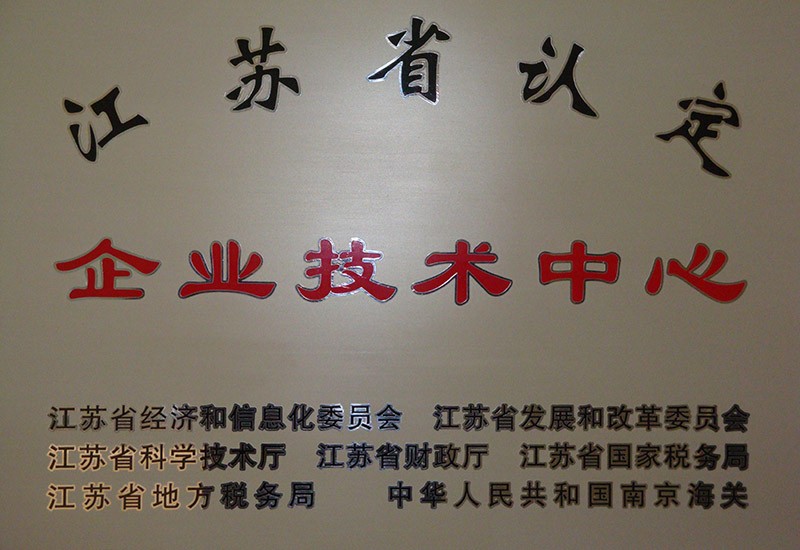 江苏省认定
企业技术中心
江苏省经济和信息化委员会 江苏省发展和改革委员会
江苏省科学技术厅 江苏省财政厅 江苏省国家税务局
江苏省地方税务局 中华人民共和国南京海关